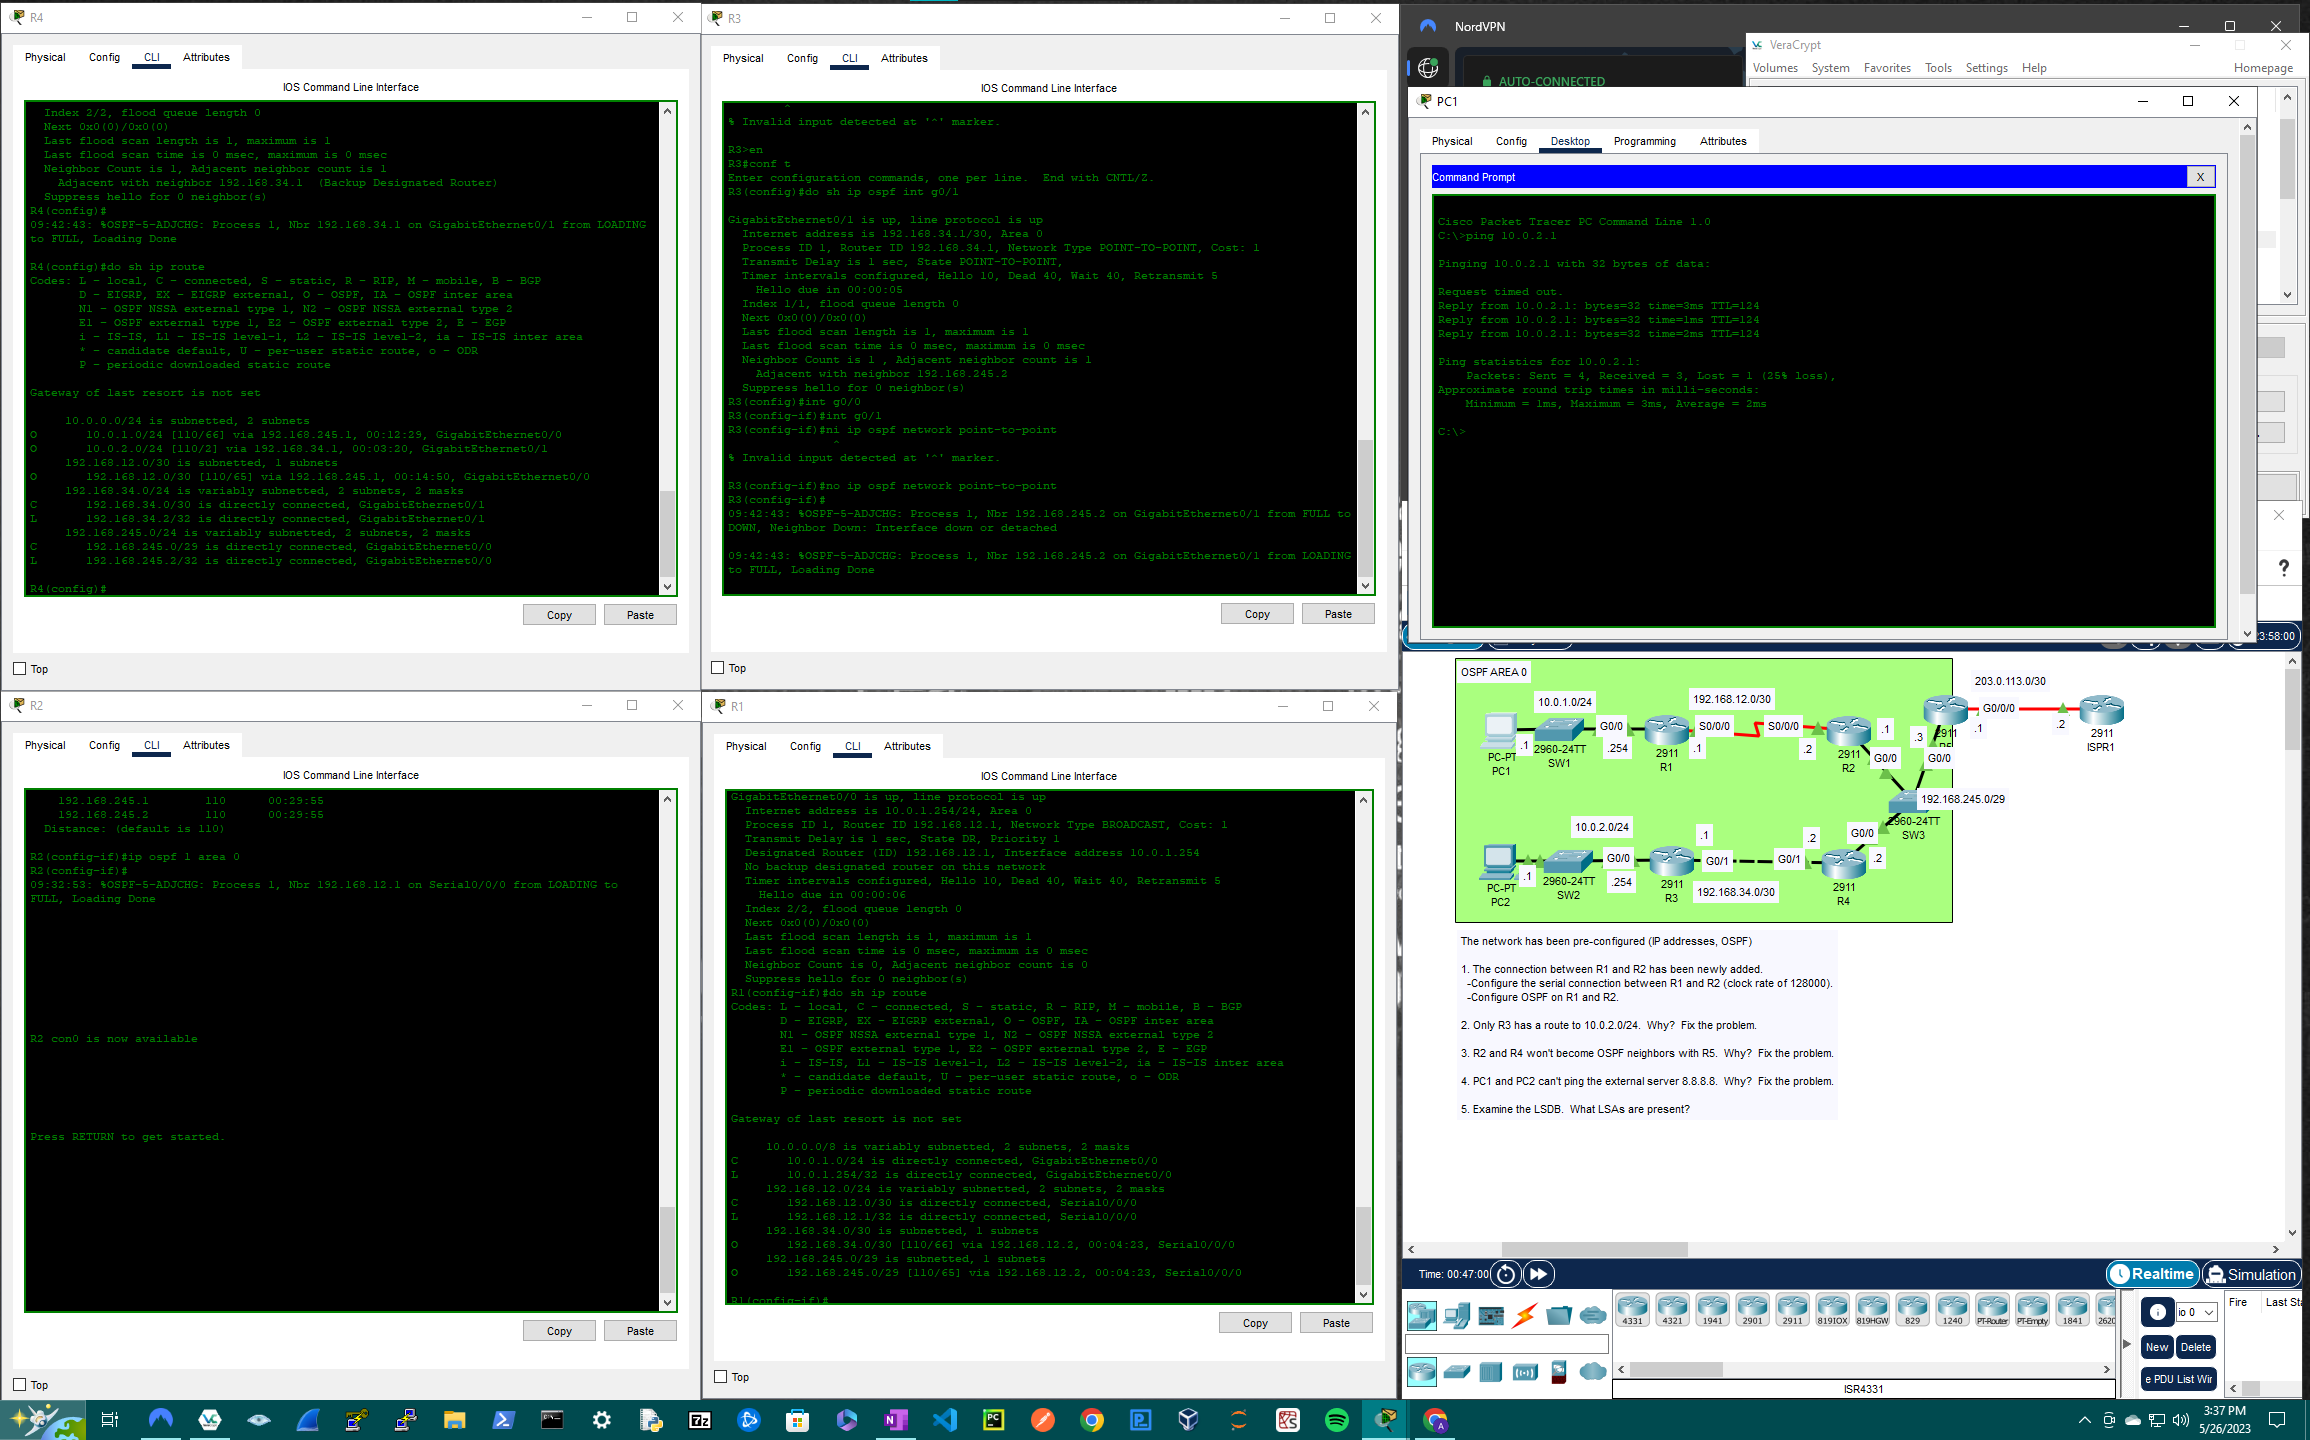 R4
Physical Config CLI Attributes
IOS Command Line Interface
Index 2/2, flood queue length 0
Next 0x0(0)/0x0(0)
Last flood scan length is 1, maximum is 1
Last flood scan time is 0 msec, maximum is 0 msec
Neighbor Count is 1, Adjacent neighbor count is 1
Adjacent with neighbor 192.168.34.1 (Backup Designated Router)
Suppress hello for 0 neighbor(s)
R4(config)#
09:42:43: %OSPF-5-ADJCHG: Process 1, Nbr 192.168.34.1 on GigabitEthernet0/1 from LOADING
to FULL, Loading Done
R4(config)#do sh ip route
Codes: L - local, C - connected, S - static, R - RIP, M - mobile, B - BGP
D - EIGRP, EX - EIGRP external, O - OSPF, IA - OSPF inter area
N1 - OSPF NSSA external type 1, N2 - OSPF NSSA external type 2
E1 - OSPF external type 1, E2 - OSPF external type 2, E - EGP
i - IS-IS, L1 - IS-IS level-1, L2 - IS-IS level-2, ia - IS-IS inter area
* - candidate default, U - per-user static route, o - ODR
P - periodic downloaded static route
Gateway of last resort is not set
10.0.0.0/24 is subnetted, 2 subnets
O 10.0.1.0/24 [110/66] via 192.168.245.1, 00:12:29, GigabitEthernet0/0
O 10.0.2.0/24 [110/2] via 192.168.34.1, 00:03:20, GigabitEthernet0/1
192.168.12.0/30 is subnetted, 1 subnets
O 192.168.12.0/30 [110/65] via 192.168.245.1, 00:14:50, GigabitEthernet0/0
192.168.34.0/24 is variably subnetted, 2 subnets, 2 masks
C 192.168.34.0/30 is directly connected, GigabitEthernet0/1
L 192.168.34.2/32 is directly connected, GigabitEthernet0/1
192.168.245.0/24 is variably subnetted, 2 subnets, 2 masks
C 192.168.245.0/29 is directly connected, GigabitEthernet0/0
L 192.168.245.2/32 is directly connected, GigabitEthernet0/0
R4(config)#
Copy Paste
Top
R3
Physical Config CLI Attributes
IOS Command Line Interface
^
% Invalid input detected at '^' marker.
R3>en
R3#conf t
Enter configuration commands, one per line. End with CNTL/Z.
R3(config)#do sh ip ospf int g0/1
GigabitEthernet0/1 is up, line protocol is up
Internet address is 192.168.34.1/30, Area 0
Process ID 1, Router ID 192.168.34.1, Network Type POINT-TO-POINT, Cost: 1
Transmit Delay is 1 sec, State POINT-TO-POINT,
Timer intervals configured, Hello 10, Dead 40, Wait 40, Retransmit 5
Hello due in 00:00:05
Index 1/1, flood queue length 0
Next 0x0(0)/0x0(0)
Last flood scan length is 1, maximum is 1
Last flood scan time is 0 msec, maximum is 0 msec
Neighbor Count is 1 , Adjacent neighbor count is 1
Adjacent with neighbor 192.168.245.2
Suppress hello for 0 neighbor(s)
R3(config)#int g0/0
R3(config-if)#int g0/1
R3(config-if)#ni ip ospf network point-to-point
^
% Invalid input detected at '^' marker.
R3(config-if)#no ip ospf network point-to-point
R3(config-if)#
09:42:43: %OSPF-5-ADJCHG: Process 1, Nbr 192.168.245.2 on GigabitEthernet0/1 from FULL to
DOWN, Neighbor Down: Interface down or detached
09:42:43: %OSPF-5-ADJCHG: Process 1, Nbr 192.168.245.2 on GigabitEthernet0/1 from LOADING
to FULL, Loading Done
Copy Paste
Top
NordVPN
AUTO-CONNECTED
VeraCrypt
Volumes System Favorites Tools Settings Help Homepage
PC1
Physical Config Desktop Programming Attributes
Command Prompt X
Cisco Packet Tracer PC Command Line 1.0
C:\>ping 10.0.2.1
Pinging 10.0.2.1 with 32 bytes of data:
Request timed out.
Reply from 10.0.2.1: bytes=32 time=3ms TTL=124
Reply from 10.0.2.1: bytes=32 time=1ms TTL=124
Reply from 10.0.2.1: bytes=32 time=2ms TTL=124
Ping statistics for 10.0.2.1:
Packets: Sent = 4, Received = 3, Lost = 1 (25% loss),
Approximate round trip times in milli-seconds:
Minimum = 1ms, Maximum = 3ms, Average = 2ms
C:\>
?
23:58:00
R2
Physical Config CLI Attributes
IOS Command Line Interface
192.168.245.1 110 00:29:55
192.168.245.2 110 00:29:55
Distance: (default is 110)
R2(config-if)#ip ospf 1 area 0
R2(config-if)#
09:32:53: %OSPF-5-ADJCHG: Process 1, Nbr 192.168.12.1 on Serial0/0/0 from LOADING to
FULL, Loading Done
R2 con0 is now available
Press RETURN to get started.
Copy Paste
Top
R1
Physical Config CLI Attributes
IOS Command Line Interface
GigabitEthernet0/0 is up, line protocol is up
Internet address is 10.0.1.254/24, Area 0
Process ID 1, Router ID 192.168.12.1, Network Type BROADCAST, Cost: 1
Transmit Delay is 1 sec, State DR, Priority 1
Designated Router (ID) 192.168.12.1, Interface address 10.0.1.254
No backup designated router on this network
Timer intervals configured, Hello 10, Dead 40, Wait 40, Retransmit 5
Hello due in 00:00:06
Index 2/2, flood queue length 0
Next 0x0(0)/0x0(0)
Last flood scan length is 1, maximum is 1
Last flood scan time is 0 msec, maximum is 0 msec
Neighbor Count is 0, Adjacent neighbor count is 0
Suppress hello for 0 neighbor(s)
R1(config-if)#do sh ip route
Codes: L - local, C - connected, S - static, R - RIP, M - mobile, B - BGP
D - EIGRP, EX - EIGRP external, O - OSPF, IA - OSPF inter area
N1 - OSPF NSSA external type 1, N2 - OSPF NSSA external type 2
E1 - OSPF external type 1, E2 - OSPF external type 2, E - EGP
i - IS-IS, L1 - IS-IS level-1, L2 - IS-IS level-2, ia - IS-IS inter area
* - candidate default, U - per-user static route, o - ODR
P - periodic downloaded static route
Gateway of last resort is not set
10.0.0.0/8 is variably subnetted, 2 subnets, 2 masks
C 10.0.1.0/24 is directly connected, GigabitEthernet0/0
L 10.0.1.254/32 is directly connected, GigabitEthernet0/0
192.168.12.0/24 is variably subnetted, 2 subnets, 2 masks
C 192.168.12.0/30 is directly connected, Serial0/0/0
L 192.168.12.1/32 is directly connected, Serial0/0/0
192.168.34.0/30 is subnetted, 1 subnets
O 192.168.34.0/30 [110/66] via 192.168.12.2, 00:04:23, Serial0/0/0
192.168.245.0/29 is subnetted, 1 subnets
O 192.168.245.0/29 [110/65] via 192.168.12.2, 00:04:23, Serial0/0/0
R1(config-if)#
Copy Paste
Top
OSPF AREA 0
203.0.113.0/30
10.0.1.0/24 192.168.12.0/30
G0/0 S0/0/0 S0/0/0 .1 .3 G0/0/0 .1 .2
.1 2960-24TT .254 2911 .1 .2 2911 2911 2911
PC-PT SW1 R1 R2 G0/0 R5 G0/0 ISPR1
PC1
192.168.245.0/29
2960-24TT
SW3
10.0.2.0/24 .1 .2 G0/0
G0/0 G0/1 G0/1 .2
.1 2960-24TT .254 2911 192.168.34.0/30 2911
PC-PT SW2 R3 R4
PC2
The network has been pre-configured (IP addresses, OSPF)
1. The connection between R1 and R2 has been newly added.
-Configure the serial connection between R1 and R2 (clock rate of 128000).
-Configure OSPF on R1 and R2.
2. Only R3 has a route to 10.0.2.0/24. Why? Fix the problem.
3. R2 and R4 won't become OSPF neighbors with R5. Why? Fix the problem.
4. PC1 and PC2 can't ping the external server 8.8.8.8. Why? Fix the problem.
5. Examine the LSDB. What LSAs are present?
Time: 00:47:00 Realtime Simulation
4331 4321 1941 2901 2911 819IOX 819HGW 829 1240 PT-Router PT-Empty 1841 2620
io 0 Fire Last Sta
New Delete
e PDU List Wir
ISR4331
3:37 PM
5/26/2023